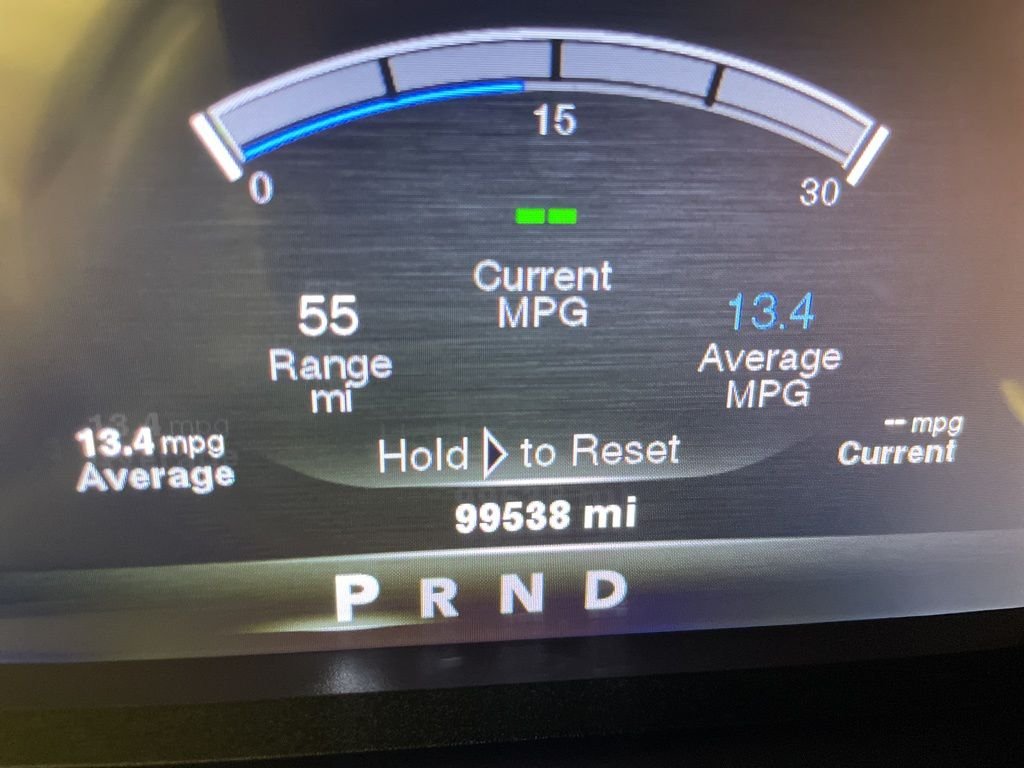 15
0
30
--
Current
MPG
55
Range
mi
13.4
Average
MPG
13.4 mpg
Average
-- mpg
Current
Hold to Reset
99538 mi
P R N D